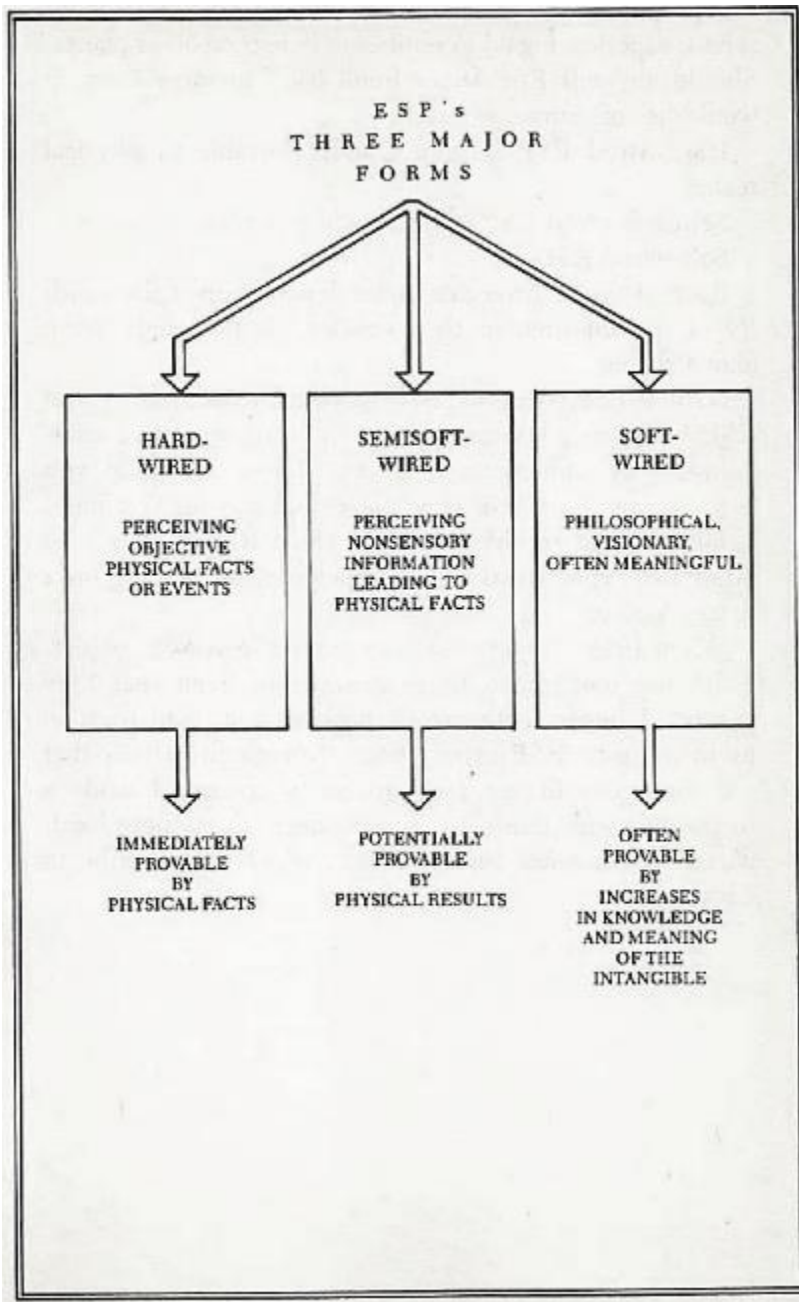 ESP's
THREE MAJOR
FORMS
HARD-
WIRED
PERCEIVING
OBJECTIVE
PHYSICAL FACTS
OR EVENTS
IMMEDIATELY
PROVABLE
BY
PHYSICAL FACTS
SEMISOFT-
WIRED
PERCEIVING
NONSENSORY
INFORMATION
LEADING TO
PHYSICAL FACTS
POTENTIALLY
PROVABLE
BY
PHYSICAL RESULTS
SOFT-
WIRED
PHILOSOPHICAL,
VISIONARY,
OFTEN MEANINGFUL
OFTEN
PROVABLE
BY
INCREASES
IN KNOWLEDGE
AND MEANING
OF THE
INTANGIBLE